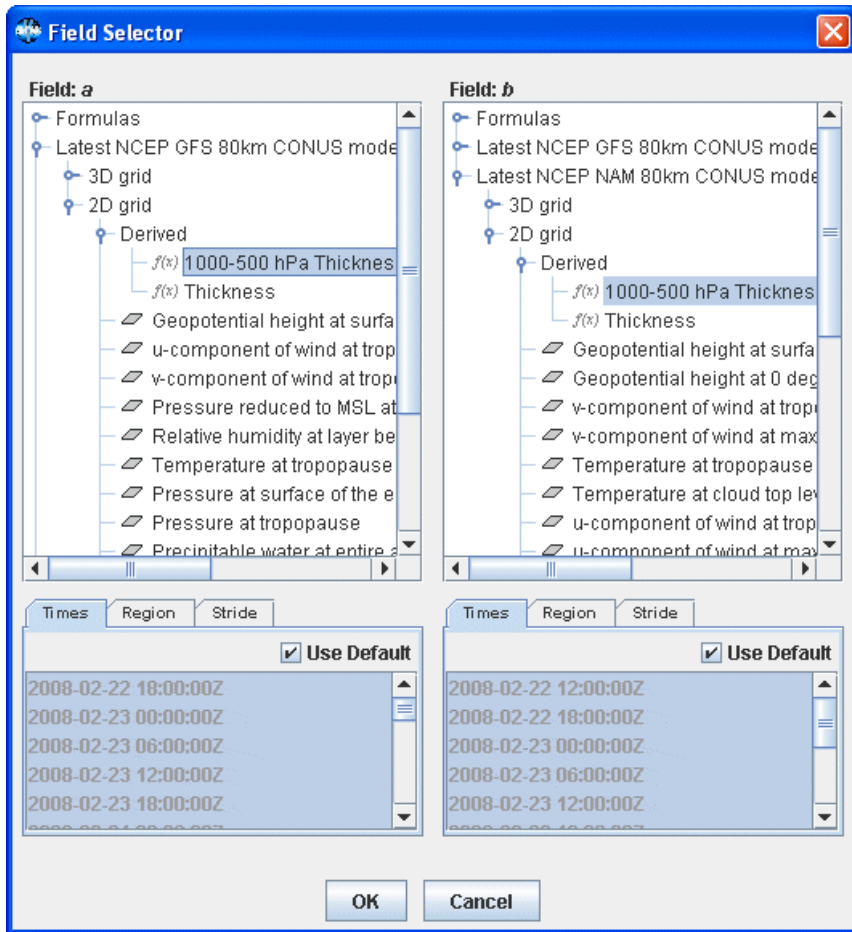 Field Selector
Field: a
Formulas
Latest NCEP GFS 80km CONUS mode
3D grid
2D grid
Derived
f(x) 1000-500 hPa Thicknes
f(x) Thickness
Geopotential height at surfa
u-component of wind at trop
v-component of wind at trop
Pressure reduced to MSL at
Relative humidity at layer be
Temperature at tropopause
Pressure at surface of the e
Pressure at tropopause
Precipitable water at entire a
Times Region Stride
Use Default
2008-02-22 18:00:00Z
2008-02-23 00:00:00Z
2008-02-23 06:00:00Z
2008-02-23 12:00:00Z
2008-02-23 18:00:00Z
Field: b
Formulas
Latest NCEP GFS 80km CONUS mode
Latest NCEP NAM 80km CONUS mode
3D grid
2D grid
Derived
f(x) 1000-500 hPa Thicknes
f(x) Thickness
Geopotential height at surfa
Geopotential height at 0 deg
v-component of wind at trop
v-component of wind at max
Temperature at tropopause
Temperature at cloud top lev
u-component of wind at trop
u-component of wind at max
Times Region Stride
Use Default
2008-02-22 12:00:00Z
2008-02-22 18:00:00Z
2008-02-23 00:00:00Z
2008-02-23 06:00:00Z
2008-02-23 12:00:00Z
OK Cancel